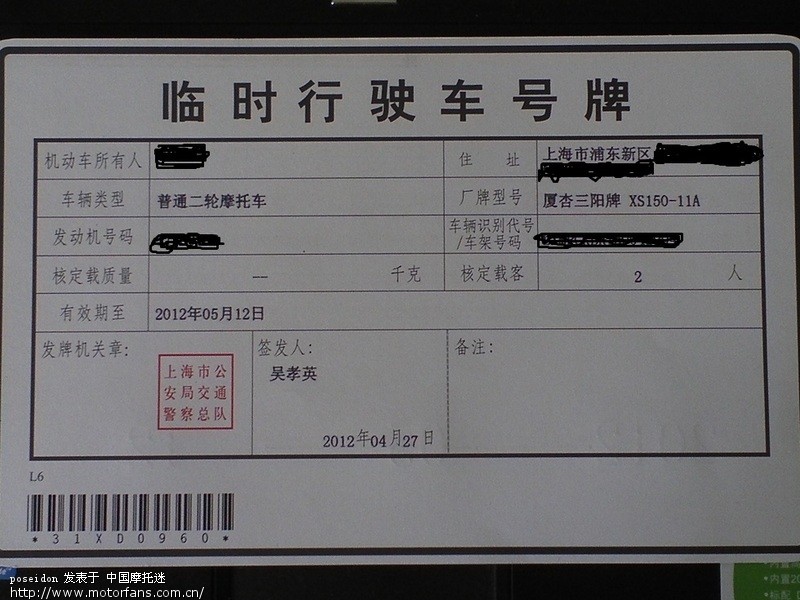 临时行驶车号牌
机动车所有人
住 址 上海市浦东新区
车辆类型 普通二轮摩托车 厂牌型号 厦杏三阳牌 XS150-11A
发动机号码 车辆识别代号
/车架号码
核定载质量 — 千克 核定载客 2 人
有效期至 2012年05月12日
发牌机关章: 签发人: 备注:
吴孝英
上海市公
安局交通
警察总队
2012年04月27日
L6
*31XD0960*
内置20
标配
poseidon 发表于 中国摩托迷
http://www.motorfans.com.cn/